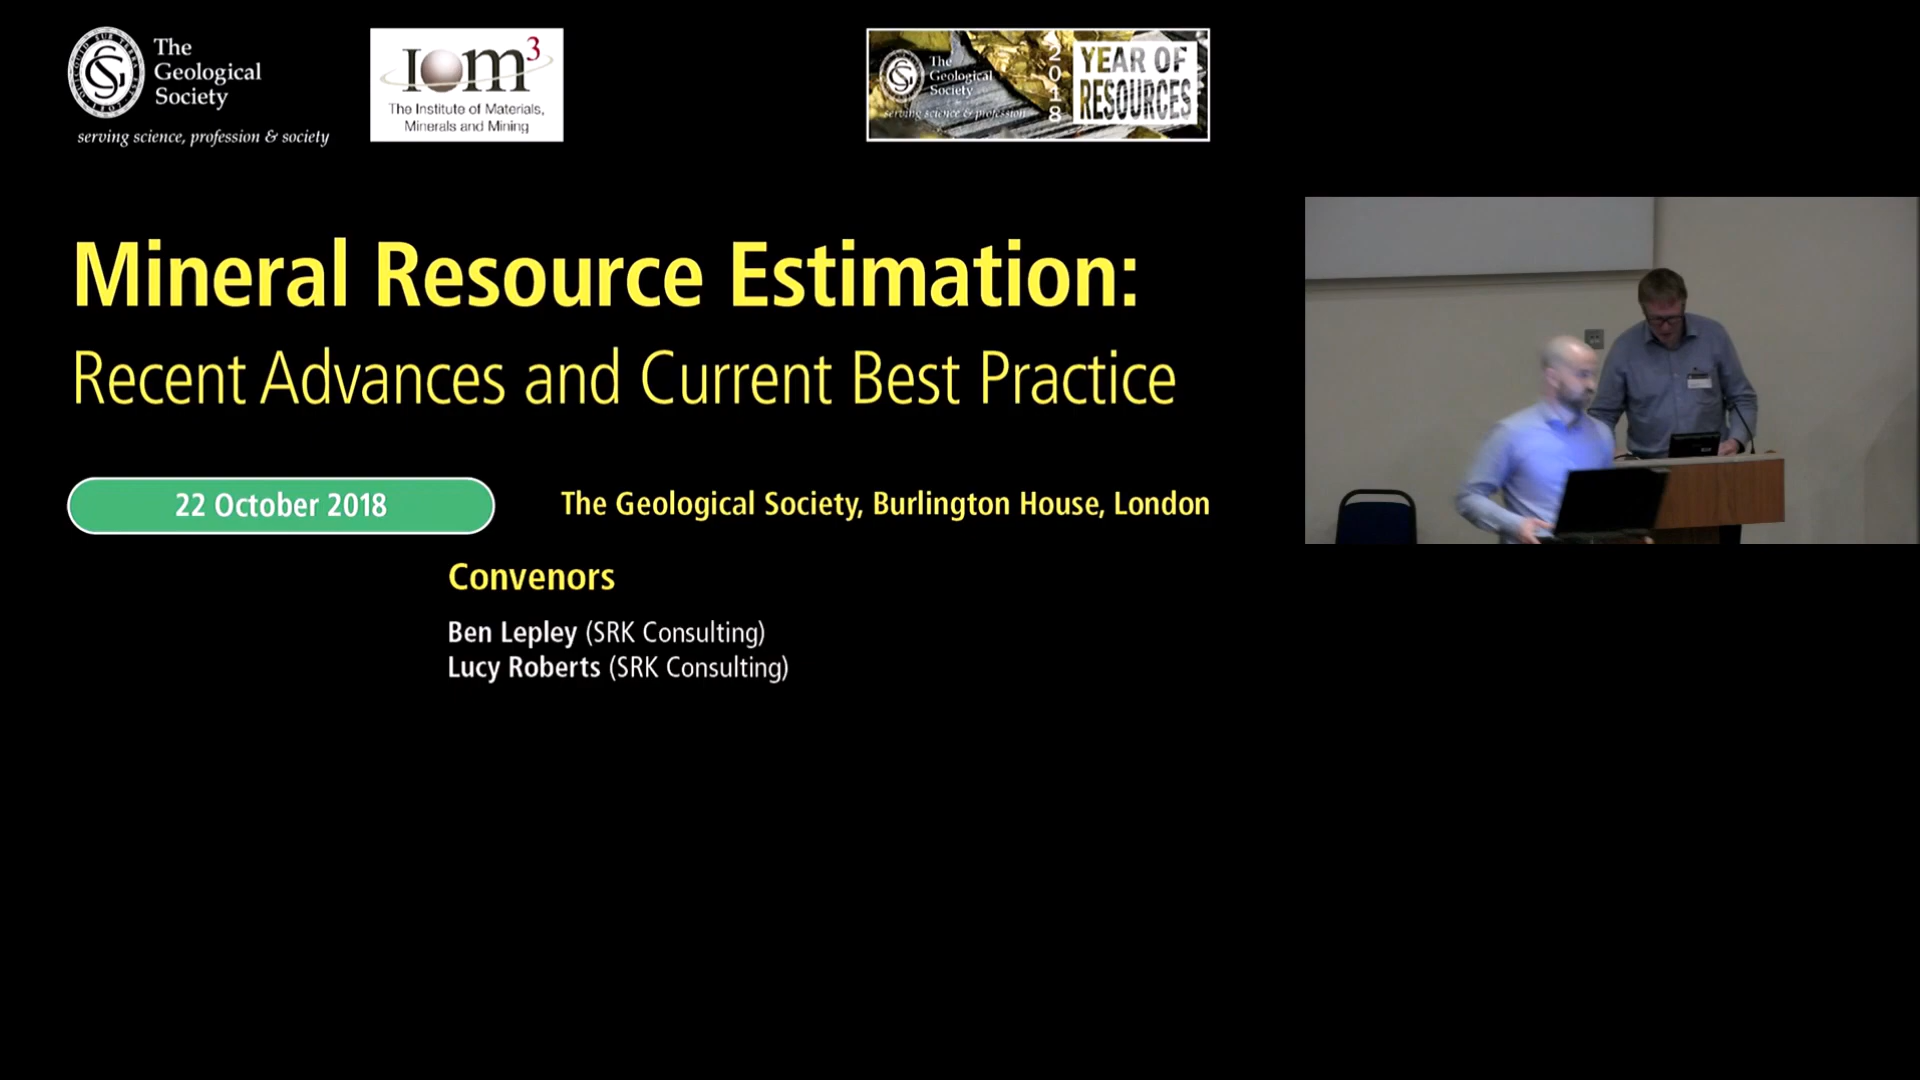 The
Geological
Society
serving science, profession & society
Iom3
The Institute of Materials,
Minerals and Mining
The
Geological
Society
serving science & profession
2018
YEAR OF
RESOURCES
Mineral Resource Estimation:
Recent Advances and Current Best Practice
22 October 2018
The Geological Society, Burlington House, London
Convenors
Ben Lepley (SRK Consulting)
Lucy Roberts (SRK Consulting)